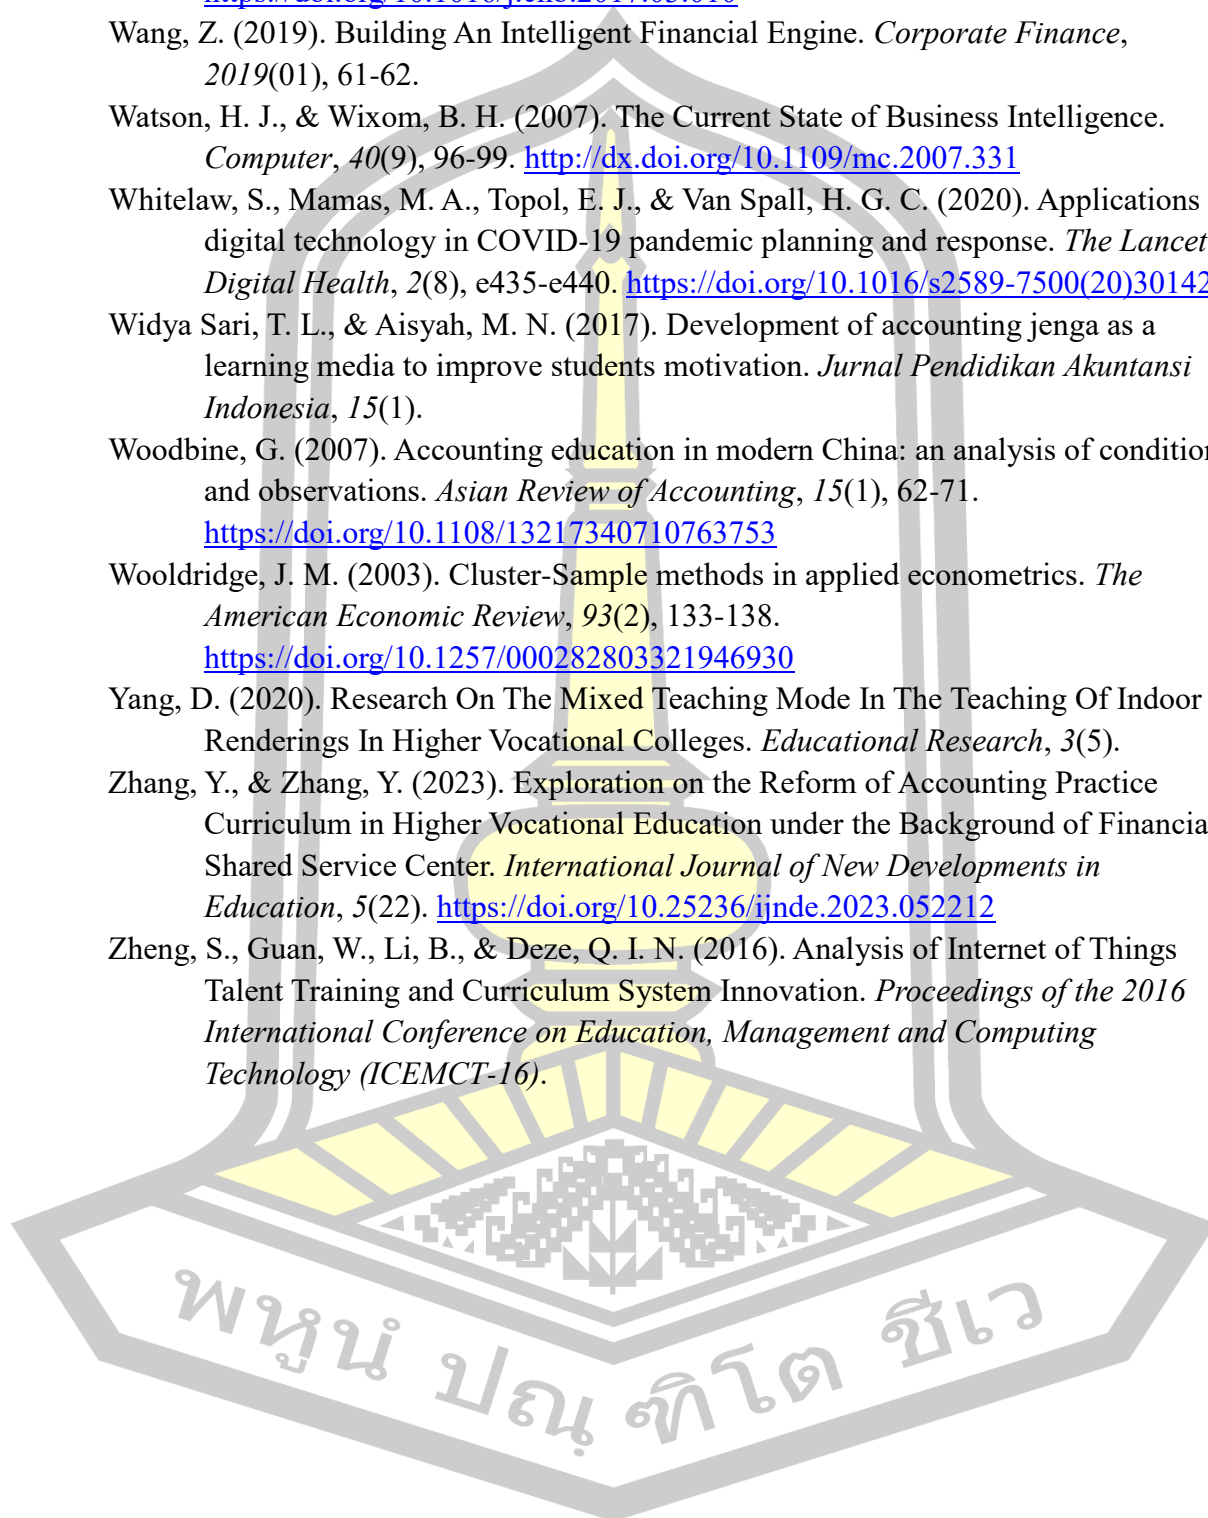 https://doi.org/10.1016/j.tele.2017.05.010
Wang, Z. (2019). Building An Intelligent Financial Engine. Corporate Finance,
2019(01), 61-62.
Watson, H. J., & Wixom, B. H. (2007). The Current State of Business Intelligence.
Computer, 40(9), 96-99. http://dx.doi.org/10.1109/mc.2007.331
Whitelaw, S., Mamas, M. A., Topol, E. J., & Van Spall, H. G. C. (2020). Applications
digital technology in COVID-19 pandemic planning and response. The Lancet
Digital Health, 2(8), e435-e440. https://doi.org/10.1016/s2589-7500(20)30142
Widya Sari, T. L., & Aisyah, M. N. (2017). Development of accounting jenga as a
learning media to improve students motivation. Jurnal Pendidikan Akuntansi
Indonesia, 15(1).
Woodbine, G. (2007). Accounting education in modern China: an analysis of condition
and observations. Asian Review of Accounting, 15(1), 62-71.
https://doi.org/10.1108/13217340710763753
Wooldridge, J. M. (2003). Cluster-Sample methods in applied econometrics. The
American Economic Review, 93(2), 133-138.
https://doi.org/10.1257/000282803321946930
Yang, D. (2020). Research On The Mixed Teaching Mode In The Teaching Of Indoor
Renderings In Higher Vocational Colleges. Educational Research, 3(5).
Zhang, Y., & Zhang, Y. (2023). Exploration on the Reform of Accounting Practice
Curriculum in Higher Vocational Education under the Background of Financia
Shared Service Center. International Journal of New Developments in
Education, 5(22). https://doi.org/10.25236/ijnde.2023.052212
Zheng, S., Guan, W., Li, B., & Deze, Q. I. N. (2016). Analysis of Internet of Things
Talent Training and Curriculum System Innovation. Proceedings of the 2016
International Conference on Education, Management and Computing
Technology (ICEMCT-16).
พหูนํ ปณฺฑิโต ชีเว